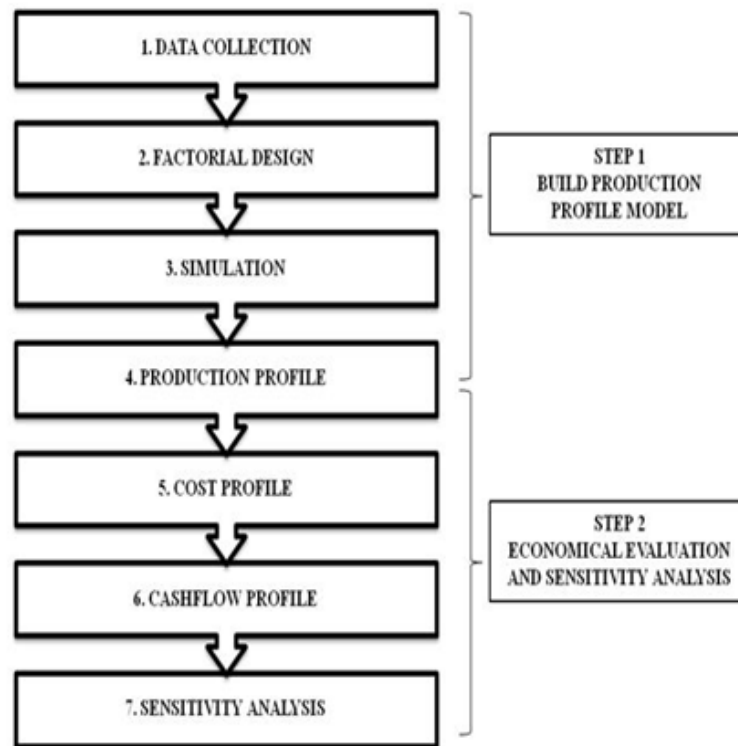 1. DATA COLLECTION
2. FACTORIAL DESIGN
3. SIMULATION
4. PRODUCTION PROFILE
STEP 1
BUILD PRODUCTION
PROFILE MODEL
5. COST PROFILE
6. CASHFLOW PROFILE
7. SENSITIVITY ANALYSIS
STEP 2
ECONOMICAL EVALUATION
AND SENSITIVITY ANALYSIS